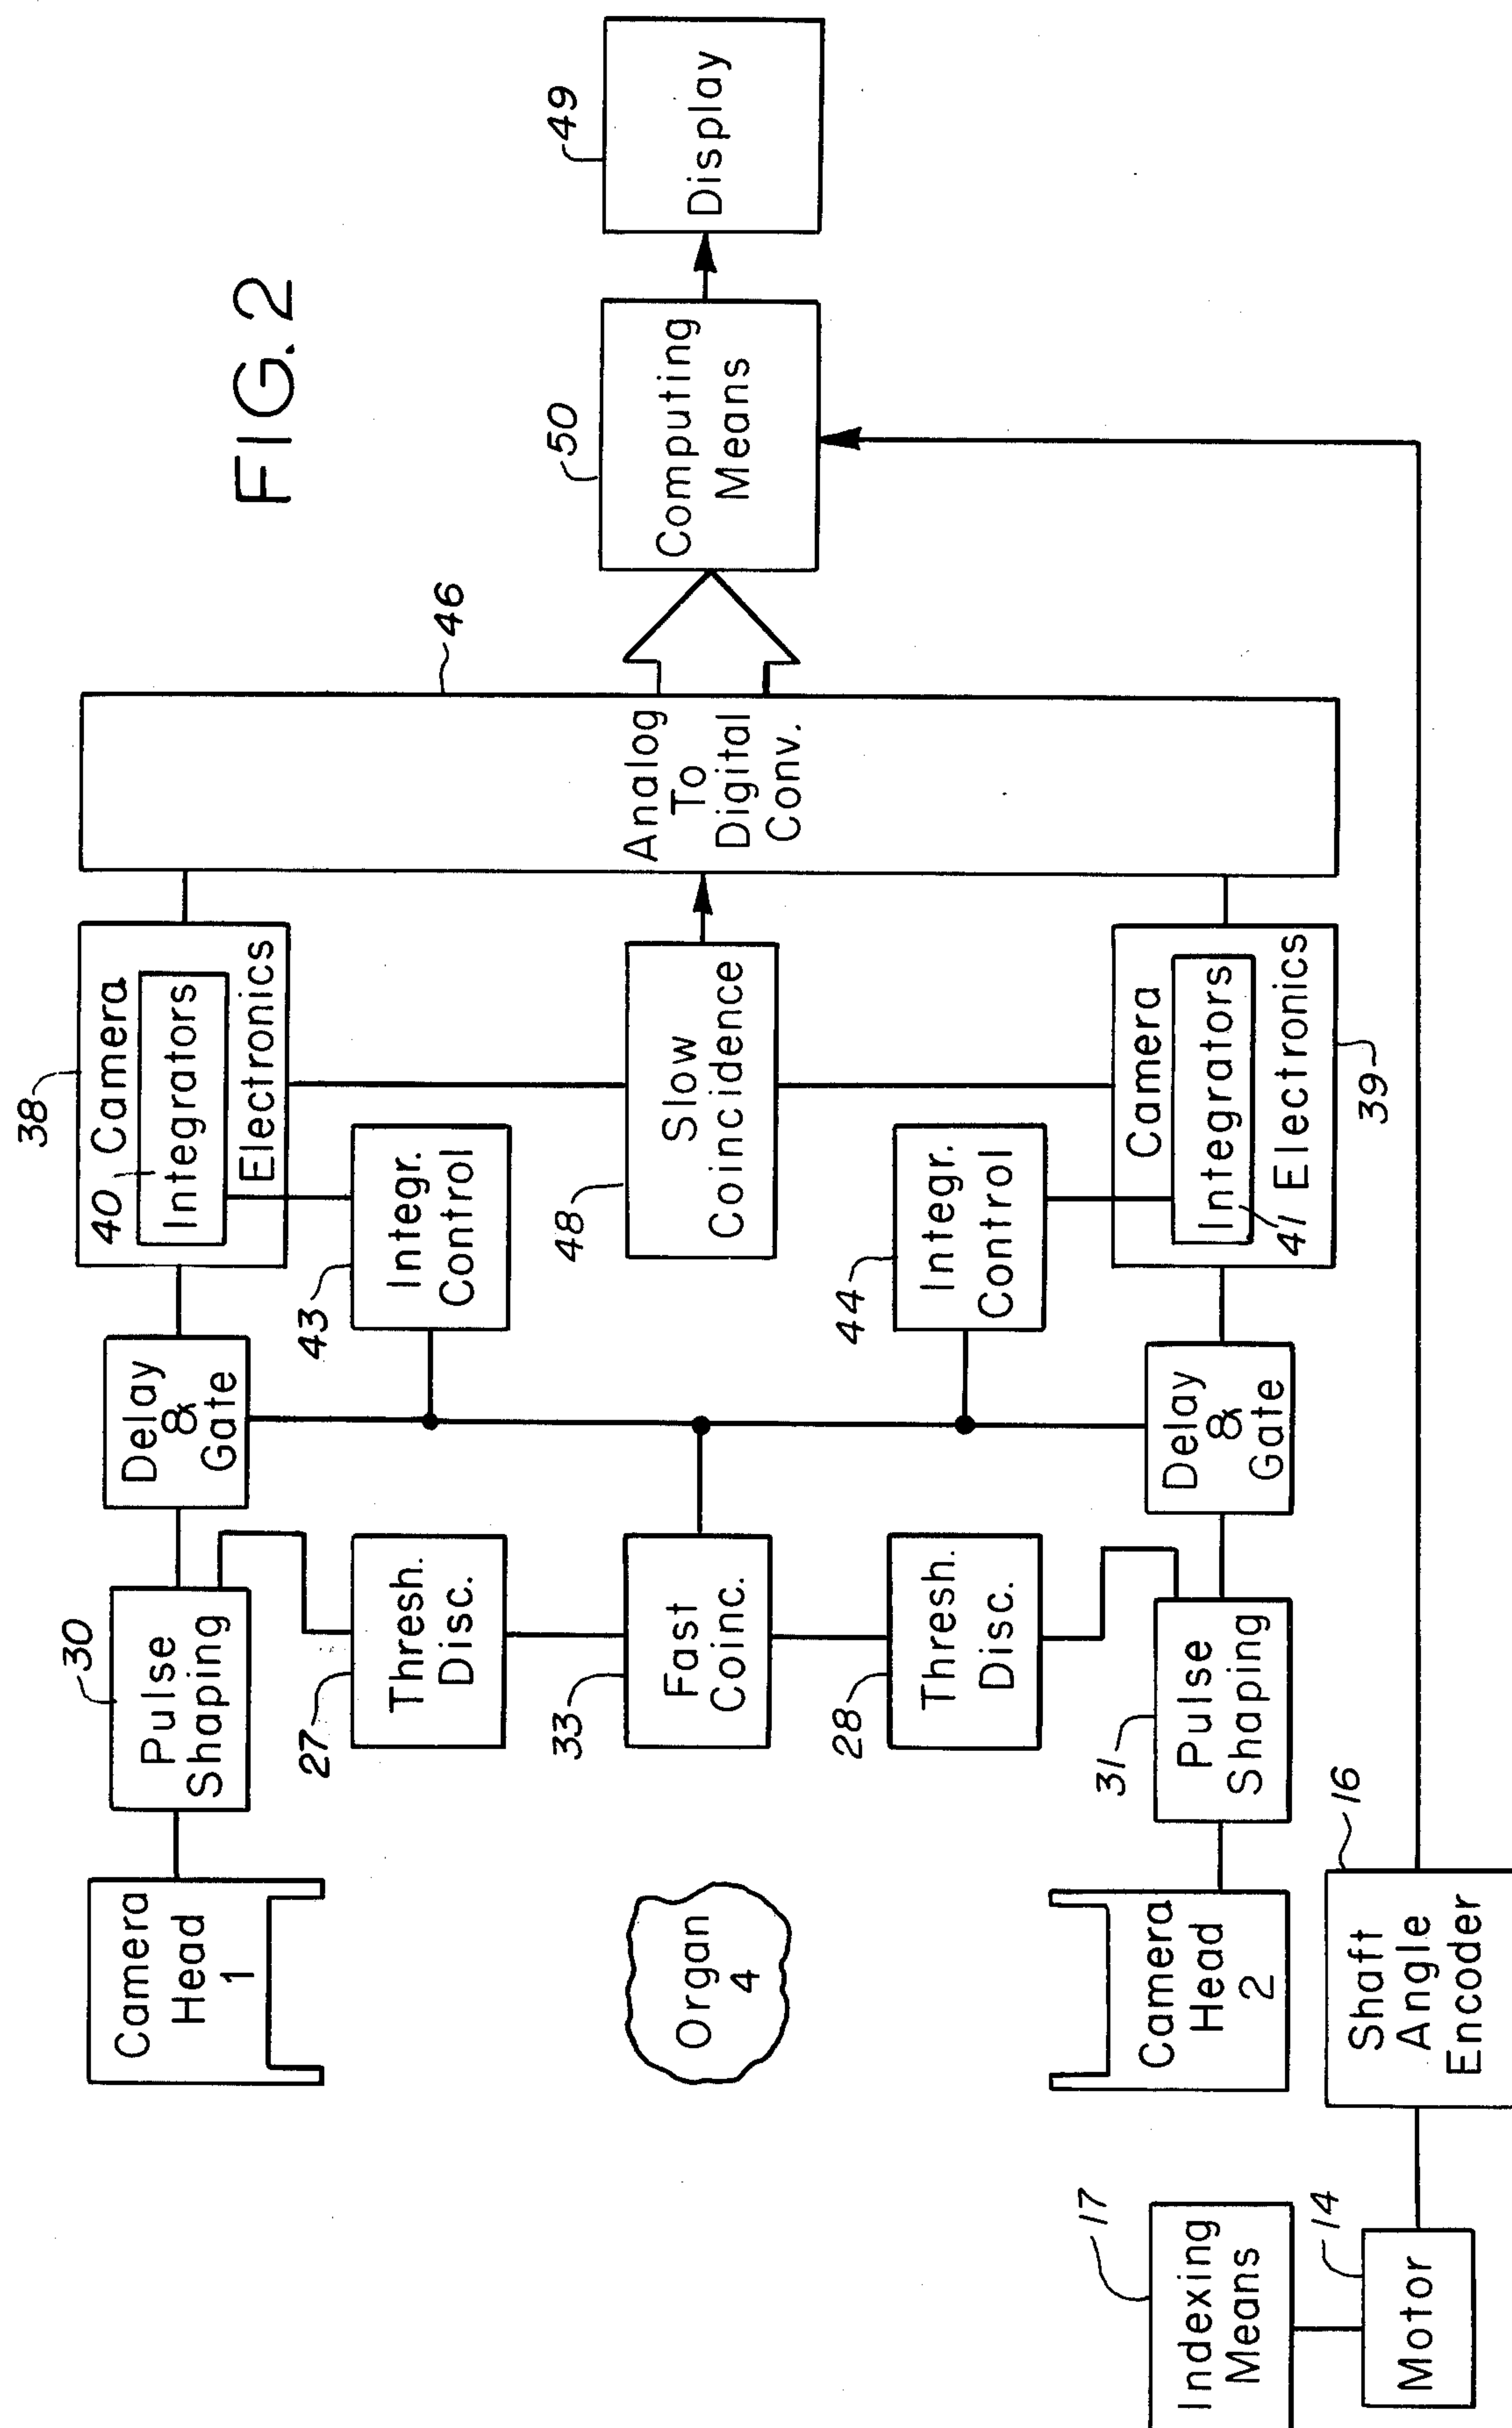 FIG. 2
Camera
Head
1
30
Pulse
Shaping
Delay
&
Gate
38
40 Camera
Integrators
Electronics
27
Thresh.
Disc.
43
Integr.
Control
46
Analog
To
Digital
Conv.
Organ
4
33
Fast
Coinc.
48
Slow
Coincidence
50
Computing
Means
49
Display
28
Thresh.
Disc.
44
Integr.
Control
Camera
Head
2
31
Pulse
Shaping
Delay
&
Gate
Camera
Integrators
41 Electronics
39
17
Indexing
Means
14
Motor
16
Shaft
Angle
Encoder